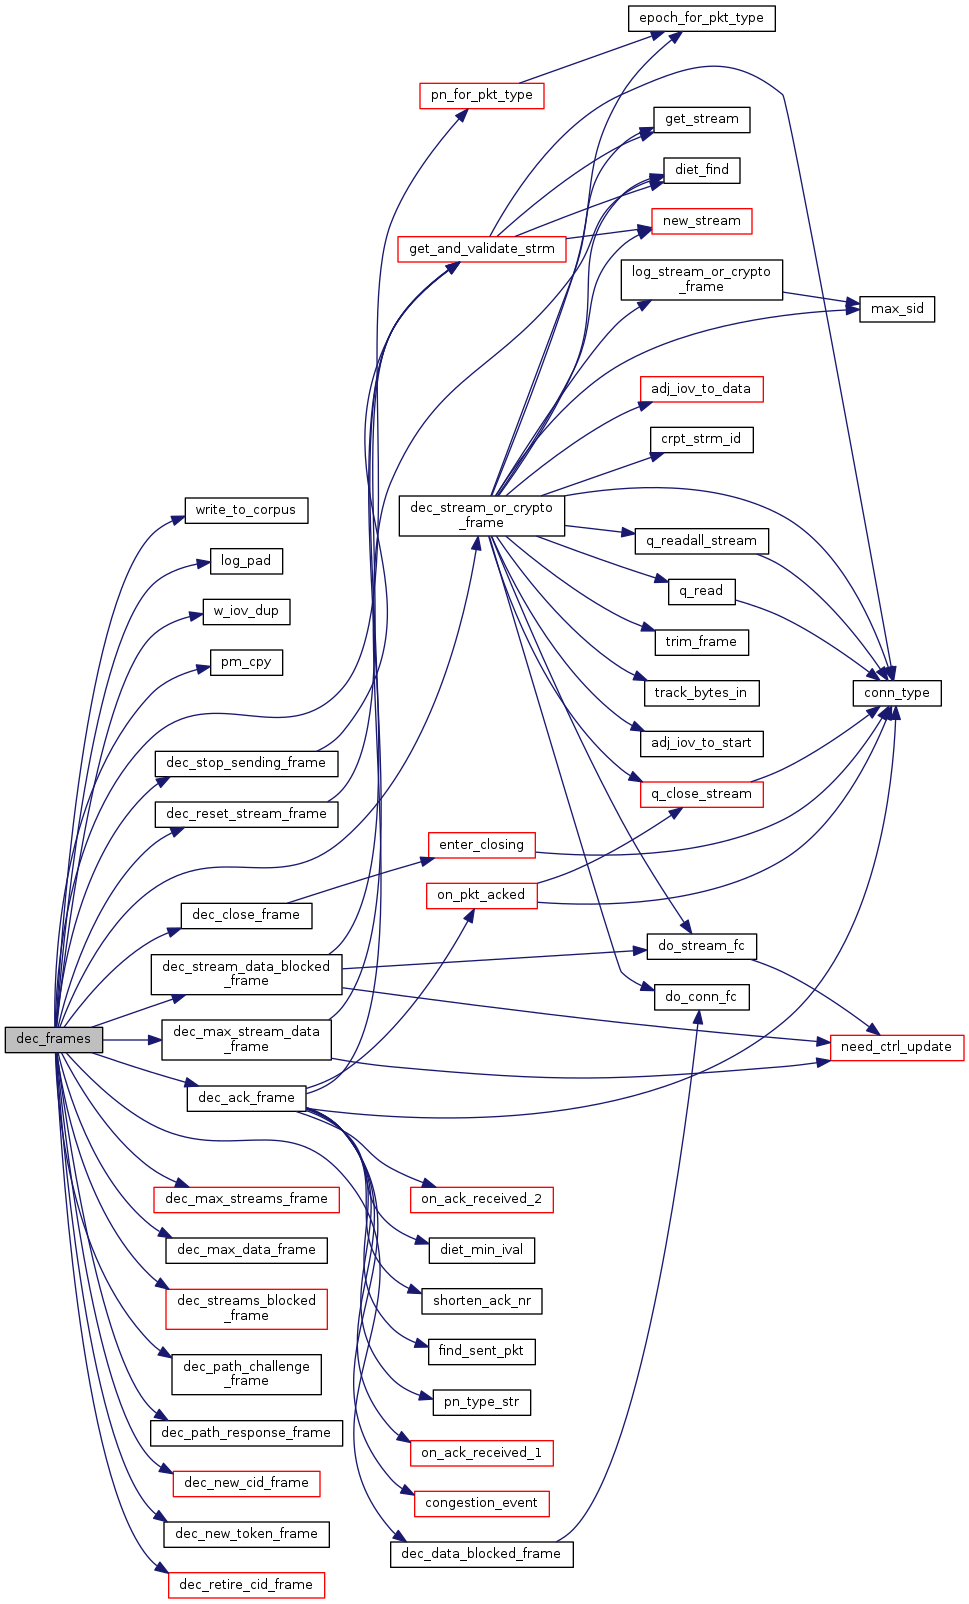 epoch_for_pkt_type
pn_for_pkt_type
get_stream
diet_find
new_stream
get_and_validate_strm
log_stream_or_crypto
_frame
max_sid
adj_iov_to_data
crpt_strm_id
write_to_corpus
dec_stream_or_crypto
_frame
q_readall_stream
log_pad
q_read
w_iov_dup
trim_frame
pm_cpy
track_bytes_in
conn_type
adj_iov_to_start
dec_stop_sending_frame
q_close_stream
dec_reset_stream_frame
enter_closing
on_pkt_acked
dec_close_frame
do_stream_fc
dec_stream_data_blocked
_frame
do_conn_fc
dec_frames
dec_max_stream_data
_frame
need_ctrl_update
dec_ack_frame
dec_max_streams_frame
on_ack_received_2
dec_max_data_frame
diet_min_ival
dec_streams_blocked
_frame
shorten_ack_nr
find_sent_pkt
dec_path_challenge
_frame
pn_type_str
dec_path_response_frame
on_ack_received_1
dec_new_cid_frame
congestion_event
dec_new_token_frame
dec_data_blocked_frame
dec_retire_cid_frame